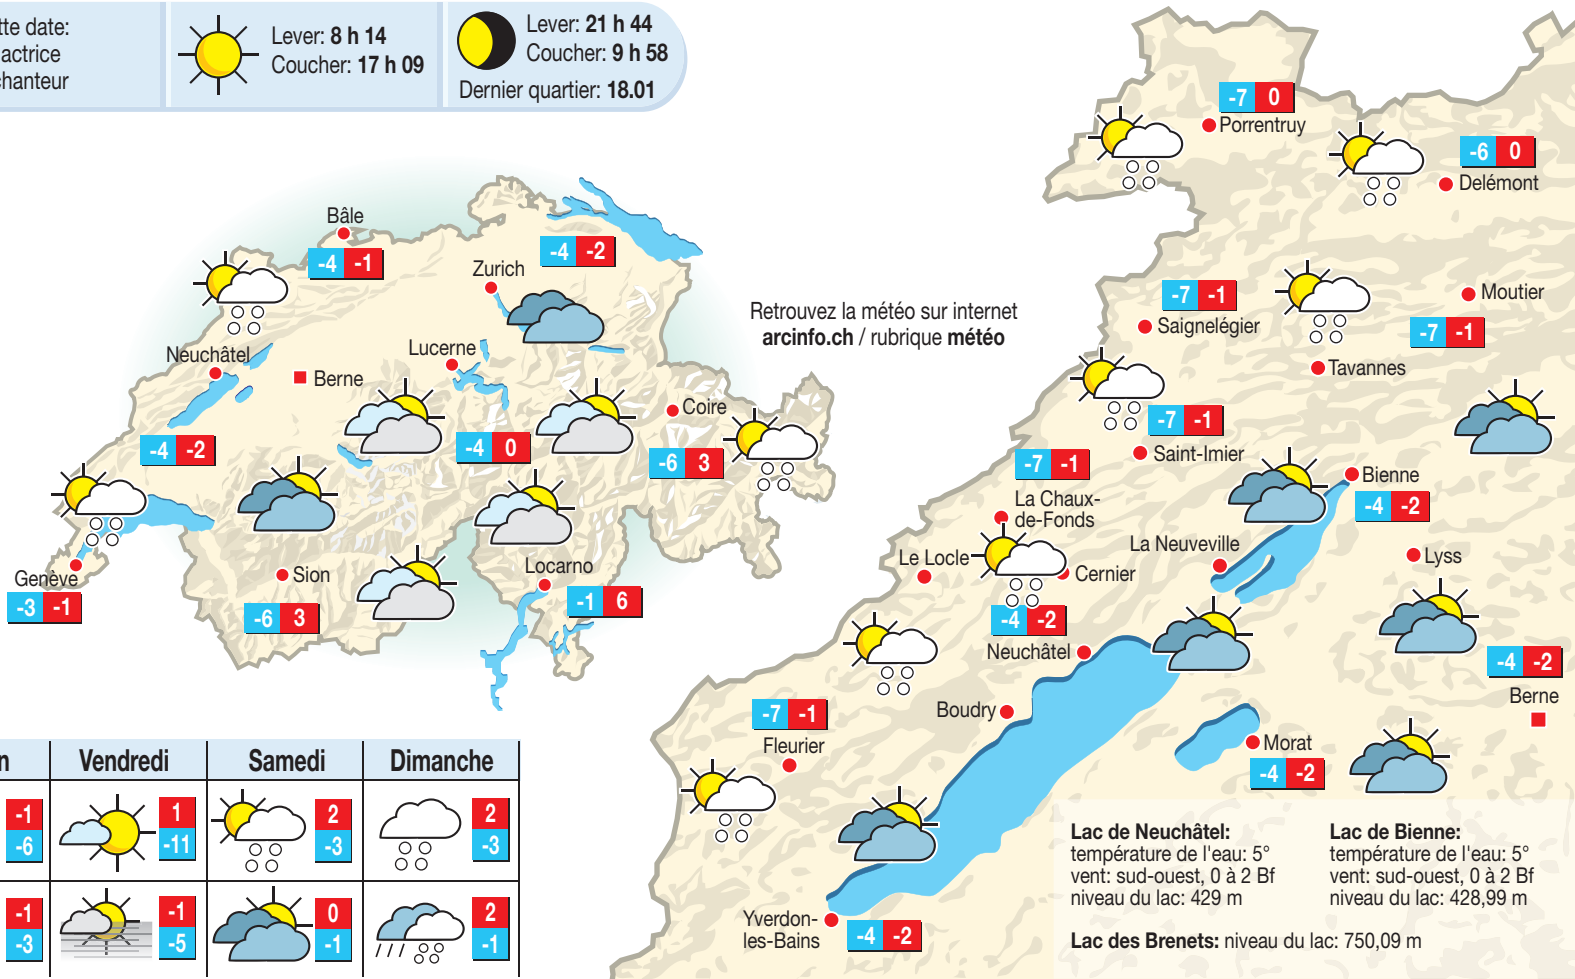 tte date:
actrice
hanteur
Lever: 8 h 14
Coucher: 17 h 09
Lever: 21 h 44
Coucher: 9 h 58
Dernier quartier: 18.01
Bâle
-4 -1
Zurich
-4 -2
Neuchâtel
Berne
Lucerne
Coire
-4 -2
-4 0
-6 3
Genève
-3 -1
Sion
-6 3
Locarno
-1 6
Retrouvez la météo sur internet
arcinfo.ch / rubrique météo
-7 0
Porrentruy
-6 0
Delémont
-7 -1
Saignelégier
Moutier
-7 -1
Tavannes
-7 -1
Saint-Imier
-7 -1
La Chaux-
de-Fonds
Bienne
-4 -2
Le Locle
La Neuveville
Lyss
Cernier
-4 -2
Neuchâtel
-4 -2
Berne
Boudry
-7 -1
Fleurier
Morat
-4 -2
Yverdon-
les-Bains
-4 -2
n Vendredi Samedi Dimanche
-1 1 2 2
-6 -11 -3 -3
-1 -1 0 2
-3 -5 -1 -1
Lac de Neuchâtel:
température de l'eau: 5°
vent: sud-ouest, 0 à 2 Bf
niveau du lac: 429 m
Lac de Bienne:
température de l'eau: 5°
vent: sud-ouest, 0 à 2 Bf
niveau du lac: 428,99 m
Lac des Brenets: niveau du lac: 750,09 m